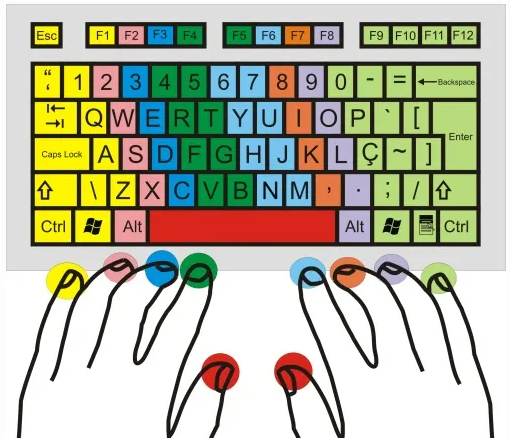 Esc F1 F2 F3 F4 F5 F6 F7 F8 F9 F10 F11 F12
“ ‘ 1 2 3 4 5 6 7 8 9 0 - = Backspace
Q W E R T Y U I O P ` [ Enter
Caps Lock A S D F G H J K L Ç ~ ]
\ Z X C V B N M , . ; /
Ctrl Alt Alt Ctrl